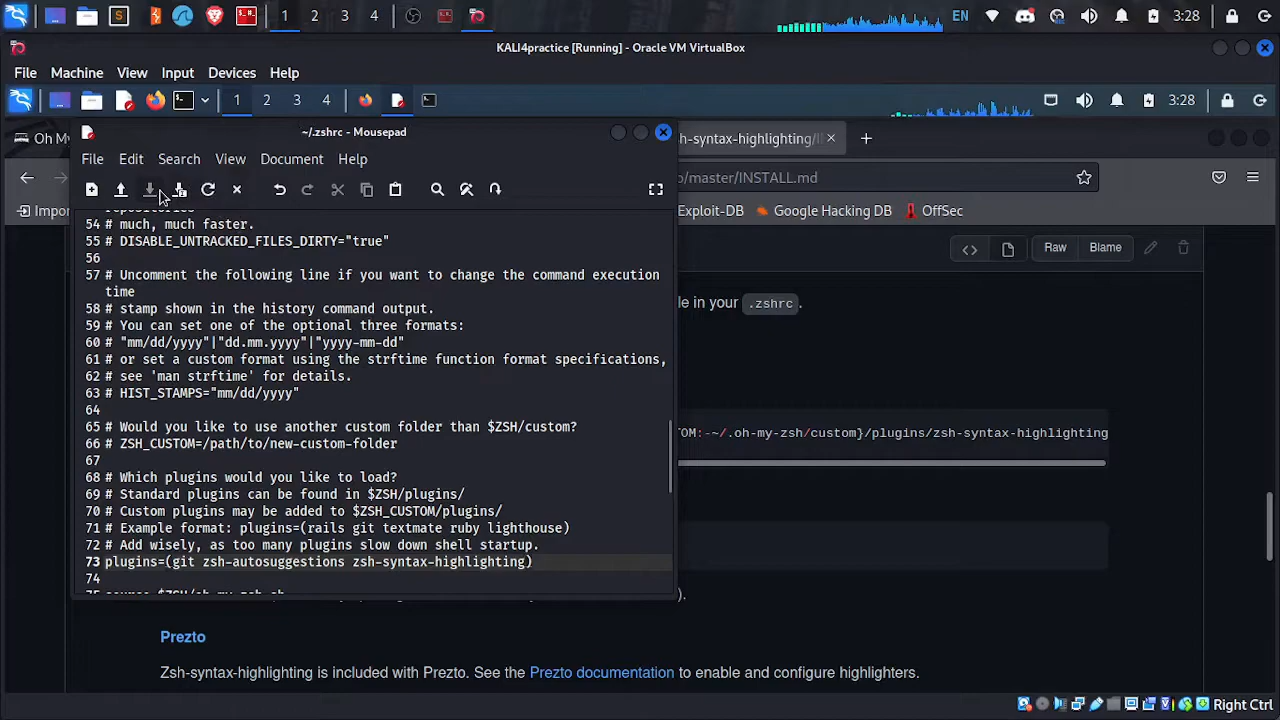 1 2 3 4 EN 3:28
KALI4practice [Running] - Oracle VM VirtualBox
File Machine View Input Devices Help
1 2 3 4 3:28
Oh My
~/.zshrc - Mousepad
sh-syntax-highlighting/I
File Edit Search View Document Help
o/master/INSTALL.md
Impor
Exploit-DB Google Hacking DB OffSec
54 # much, much faster.
55 # DISABLE_UNTRACKED_FILES_DIRTY="true"
56
57 # Uncomment the following line if you want to change the command execution
time
58 # stamp shown in the history command output.
59 # You can set one of the optional three formats:
60 # "mm/dd/yyyy"|"dd.mm.yyyy"|"yyyy-mm-dd"
61 # or set a custom format using the strftime function format specifications,
62 # see 'man strftime' for details.
63 # HIST_STAMPS="mm/dd/yyyy"
64
65 # Would you like to use another custom folder than $ZSH/custom?
66 # ZSH_CUSTOM=/path/to/new-custom-folder
67
68 # Which plugins would you like to load?
69 # Standard plugins can be found in $ZSH/plugins/
70 # Custom plugins may be added to $ZSH_CUSTOM/plugins/
71 # Example format: plugins=(rails git textmate ruby lighthouse)
72 # Add wisely, as too many plugins slow down shell startup.
73 plugins=(git zsh-autosuggestions zsh-syntax-highlighting)
74
Raw Blame
le in your .zshrc.
TOM:-~/.oh-my-zsh/custom}/plugins/zsh-syntax-highlighting
).
Prezto
Zsh-syntax-highlighting is included with Prezto. See the Prezto documentation to enable and configure highlighters.
Right Ctrl